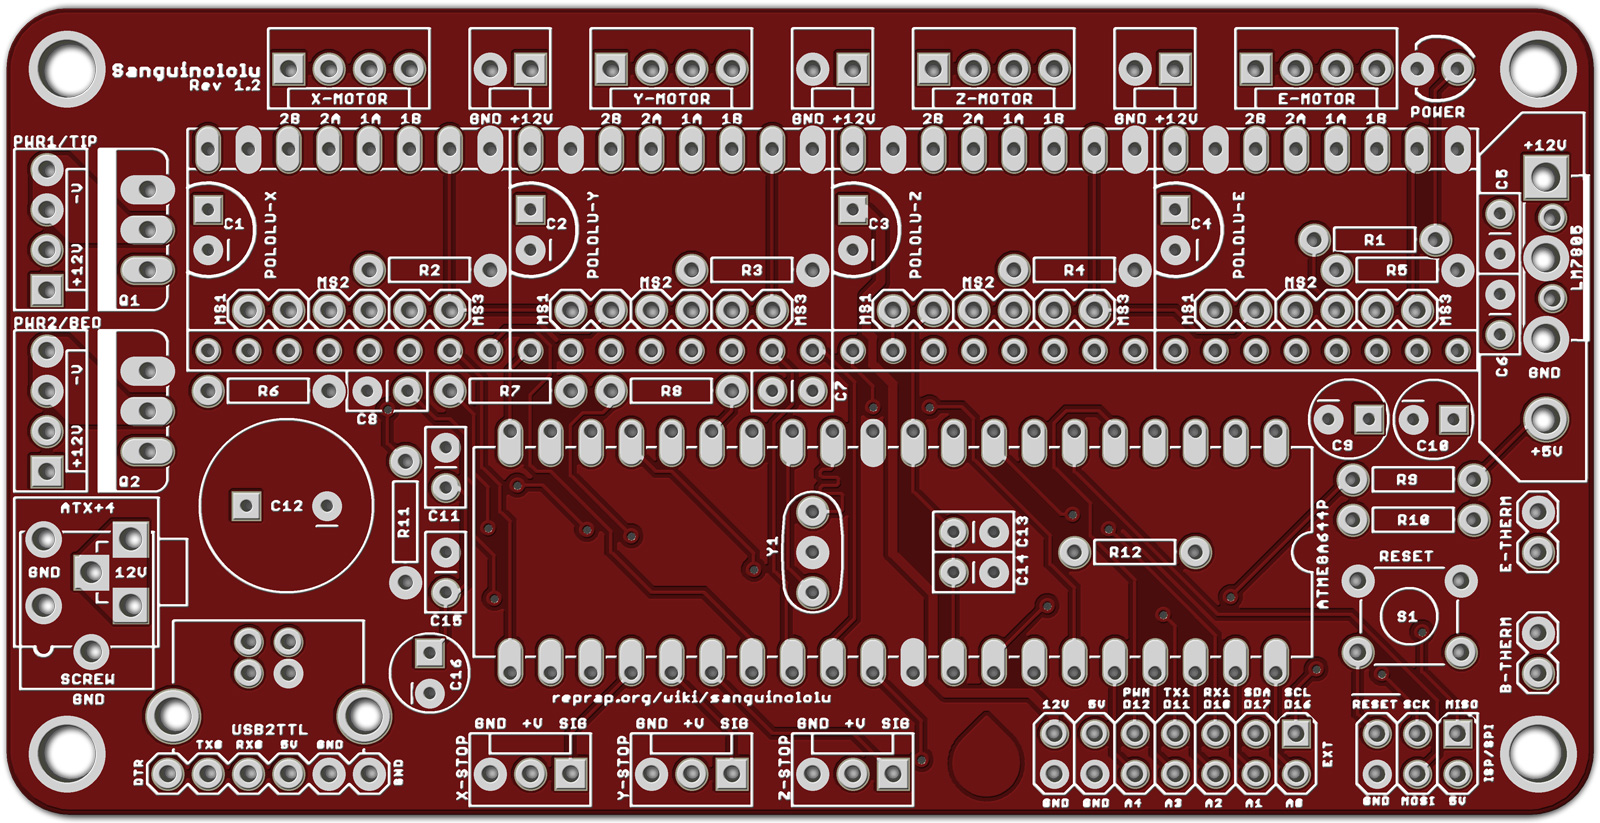 Sanguinololu
Rev 1.2
X-MOTOR
2B 2A 1A 1B
GND +12V
Y-MOTOR
2B 2A 1A 1B
GND +12V
Z-MOTOR
2B 2A 1A 1B
GND +12V
E-MOTOR
2B 2A 1A 1B
POWER
PWR1/TIP
-V
+12V
Q1
C1
POLOLU-X
R2
MS1
MS2
MS3
C2
POLOLU-Y
R3
MS1
MS2
MS3
C3
POLOLU-Z
R4
MS1
MS2
MS3
C4
POLOLU-E
R1
R5
MS1
MS2
MS3
+12V
C5
LM7805
C6
GND
+5V
PWR2/BED
-V
+12V
Q2
R6
C8
R7
R8
C7
C9
C10
R9
R10
ATX+4
GND
12V
SCREW
GND
C12
R11
C11
C15
C16
Y1
C13
C14
R12
ATMEGA644P
RESET
S1
E-THERM
B-THERM
reprap.org/wiki/sanguinololu
USB2TTL
DTR TX0 RX0 5V GND GND
X-STOP
GND +V SIG
Y-STOP
GND +V SIG
Z-STOP
GND +V SIG
PWM TX1 RX1 SDA SCL
12V 5V D12 D11 D10 D17 D16
EXT
GND GND A4 A3 A2 A1 A0
RESET SCK MISO
ISP/SPI
GND MOSI 5V